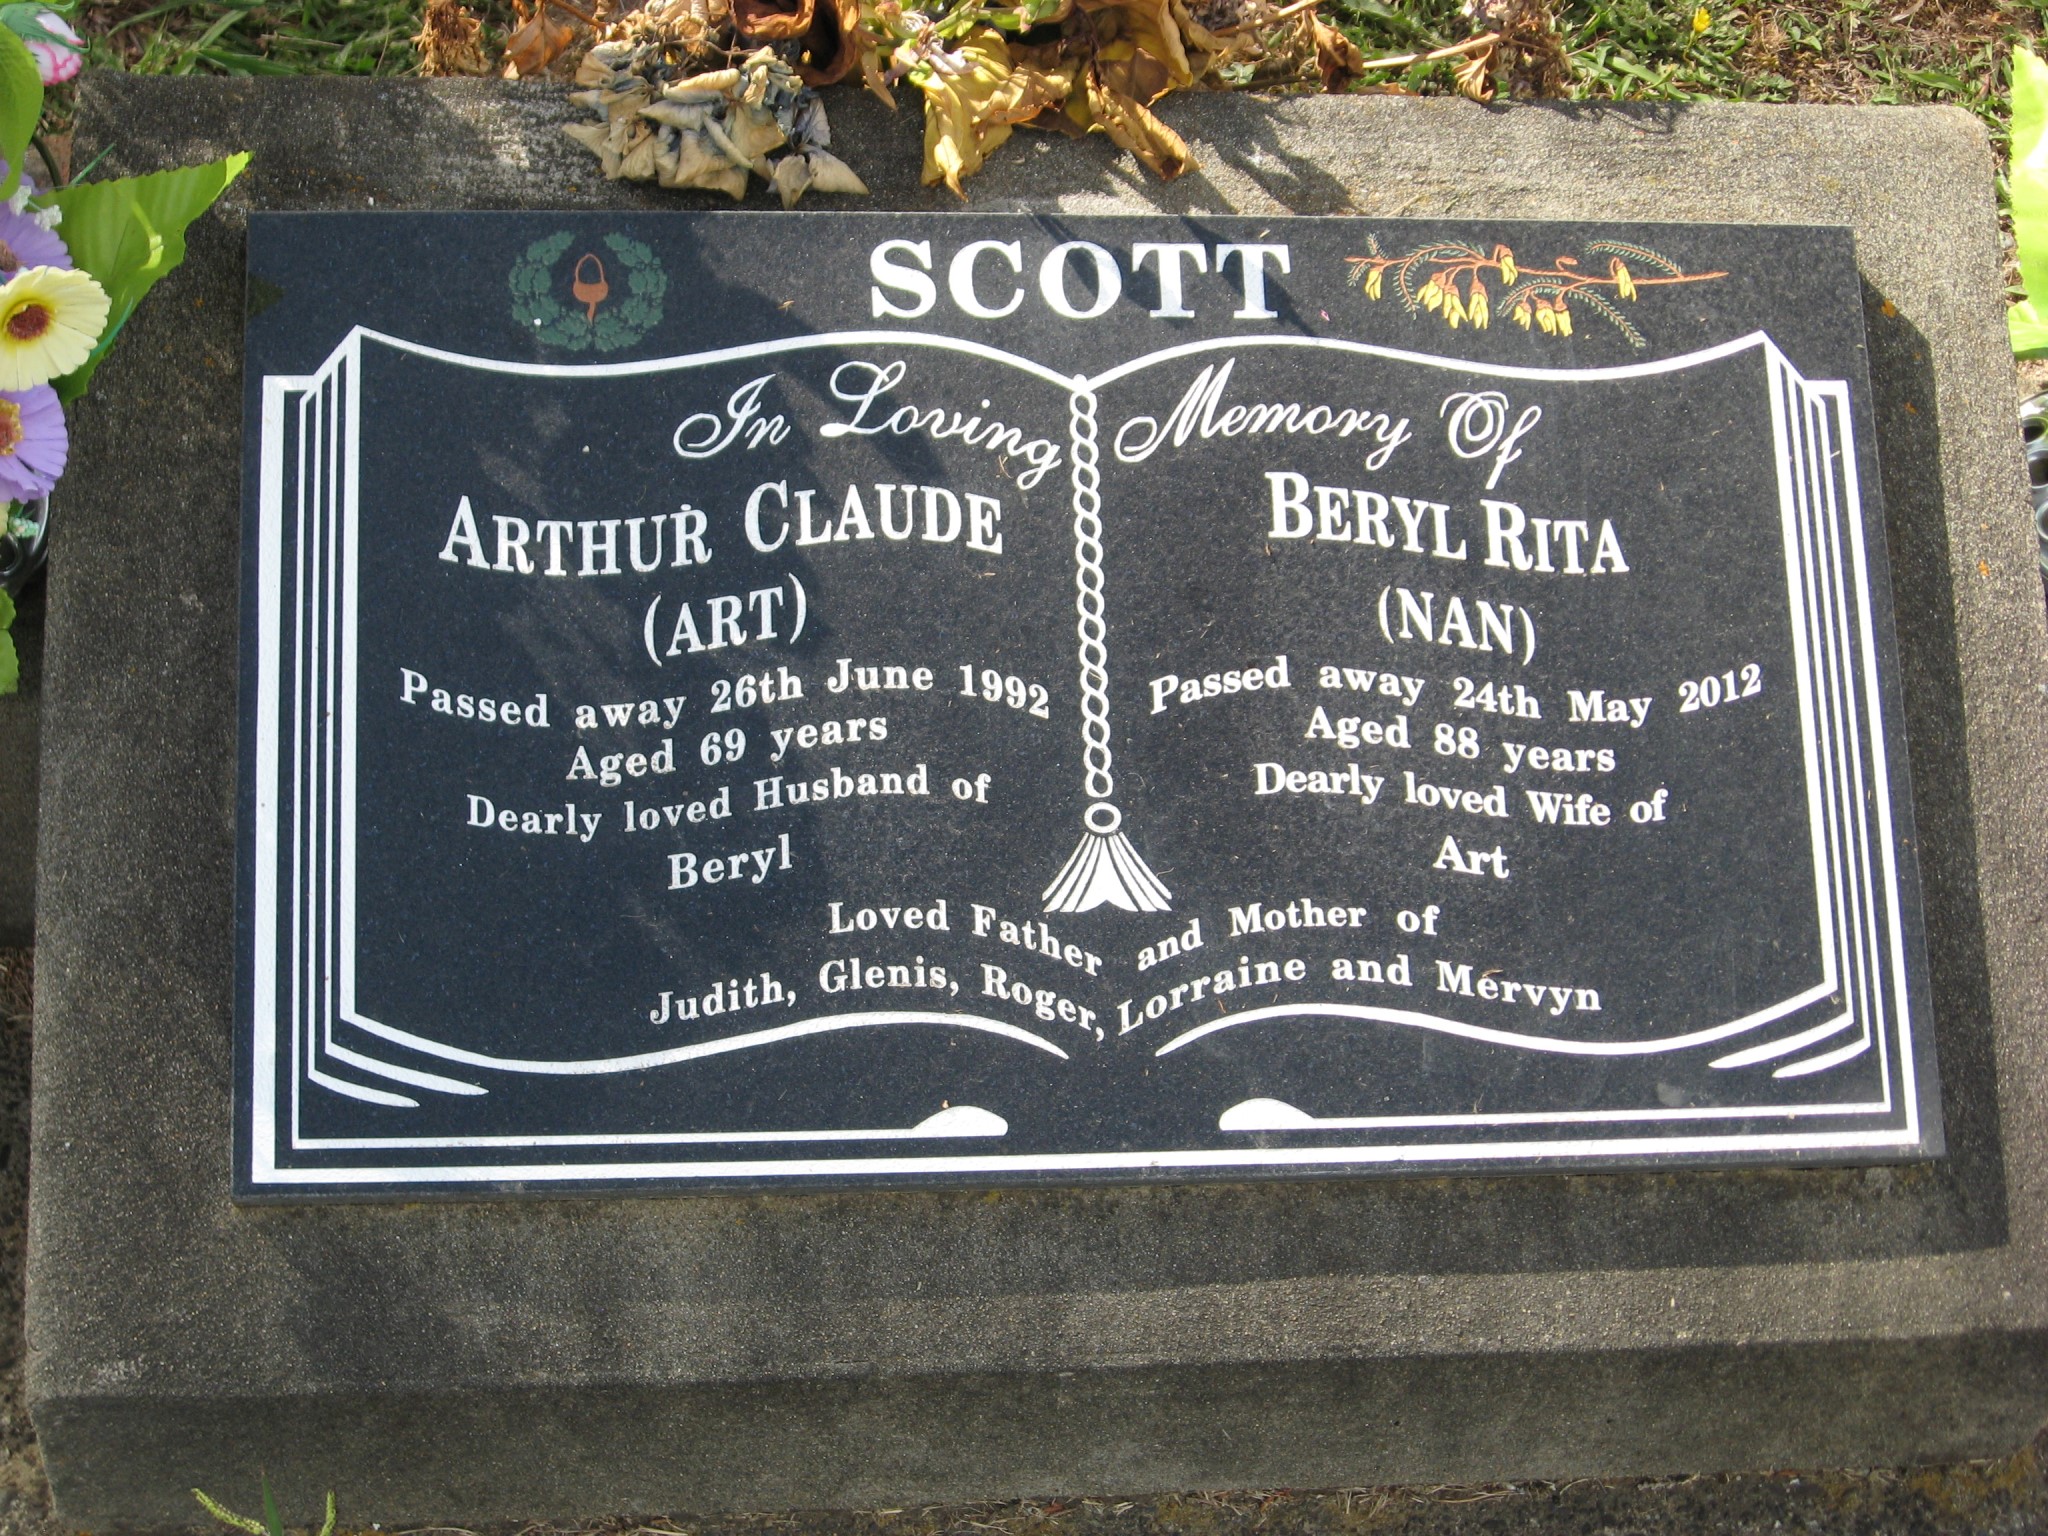 SCOTT
In Loving Memory Of
ARTHUR CLAUDE
(ART)
Passed away 26th June 1992
Aged 69 years
Dearly loved Husband of
Beryl
BERYL RITA
(NAN)
Passed away 24th May 2012
Aged 88 years
Dearly loved Wife of
Art
Loved Father and Mother of
Judith, Glenis, Roger, Lorraine and Mervyn